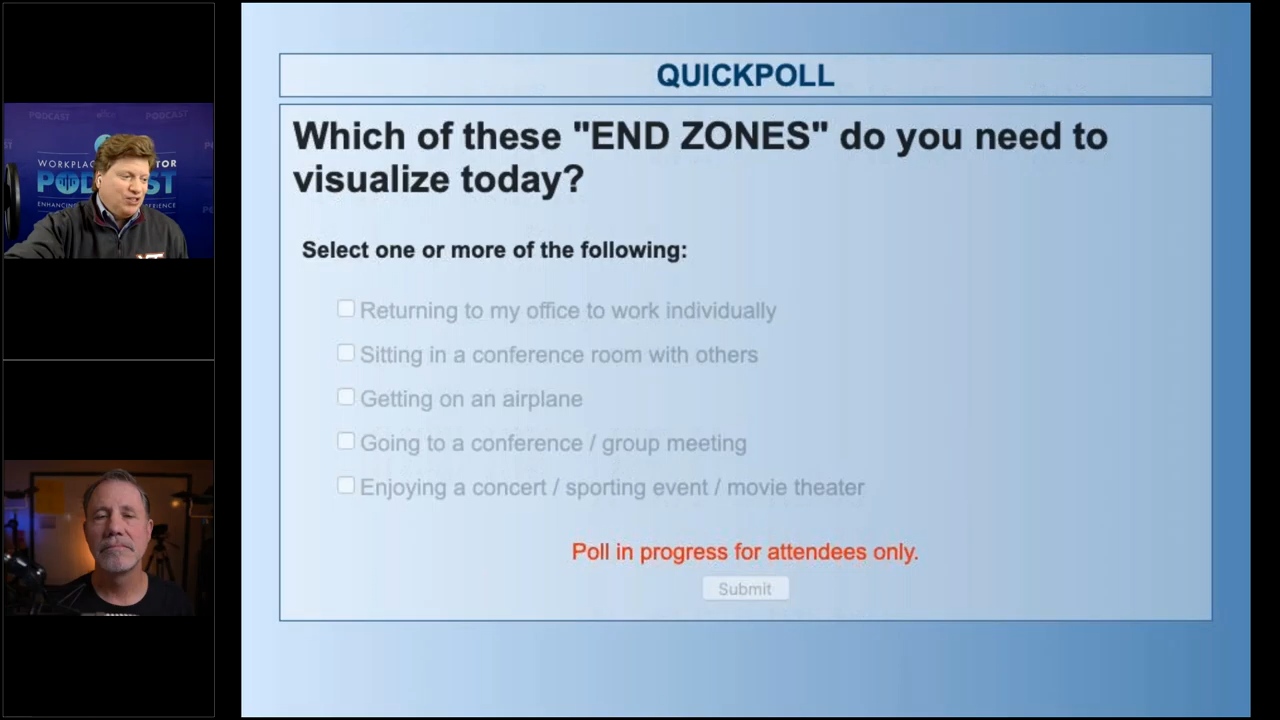 QUICKPOLL
Which of these "END ZONES" do you need to
visualize today?
Select one or more of the following:
Returning to my office to work individually
Sitting in a conference room with others
Getting on an airplane
Going to a conference / group meeting
Enjoying a concert / sporting event / movie theater
Poll in progress for attendees only.
Submit
PODCAST
PODCAST